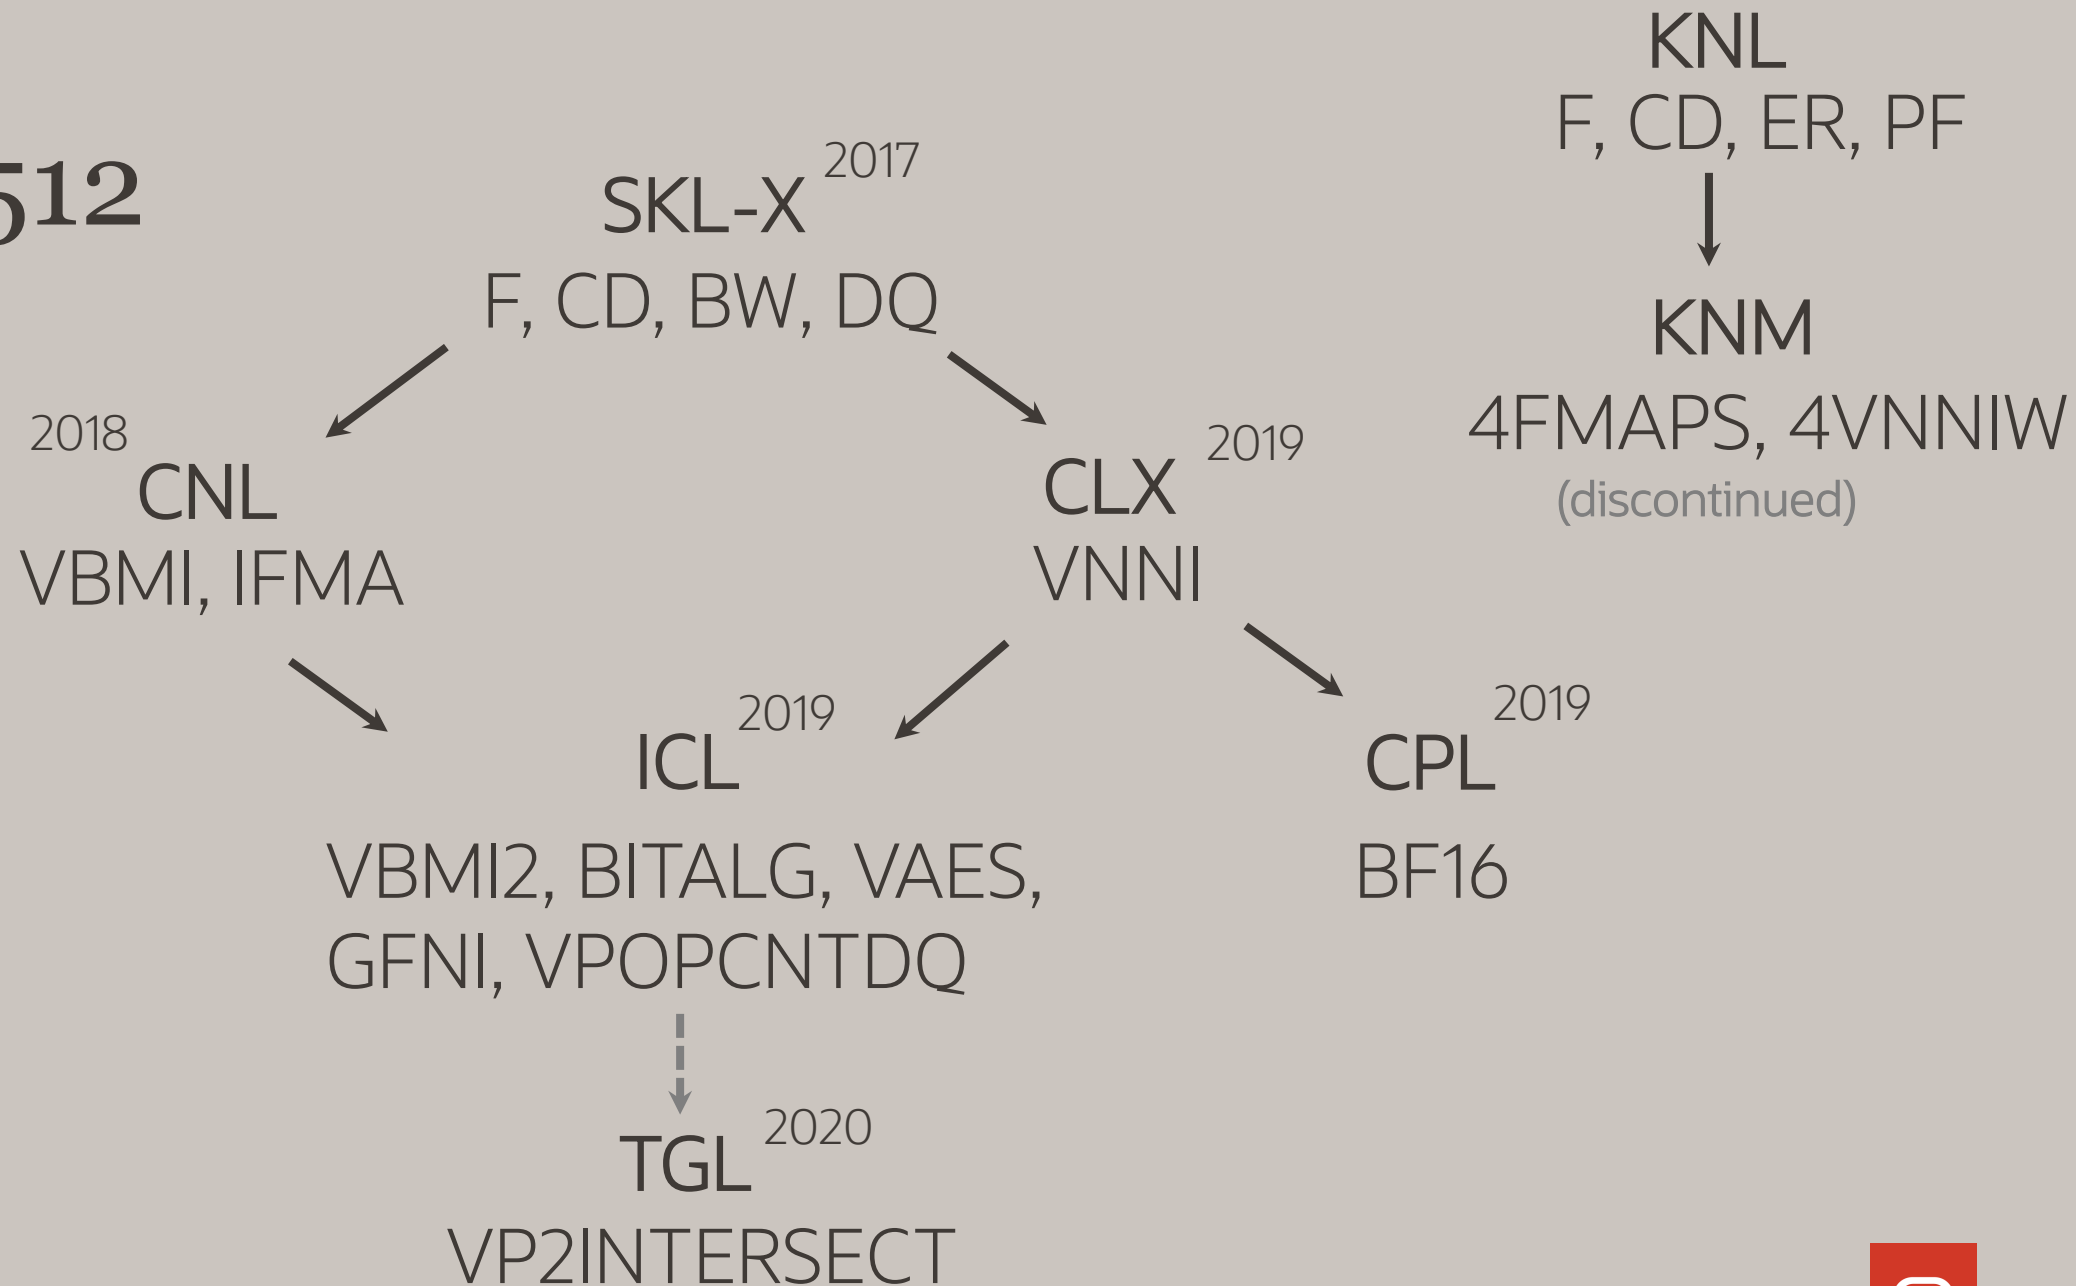 512
KNL
F, CD, ER, PF
SKL-X 2017
F, CD, BW, DQ
KNM
4FMAPS, 4VNNIW
(discontinued)
2018
CNL
VBMI, IFMA
CLX 2019
VNNI
ICL 2019
VBMI2, BITALG, VAES,
GFNI, VPOPCNTDQ
CPL 2019
BF16
TGL 2020
VP2INTERSECT